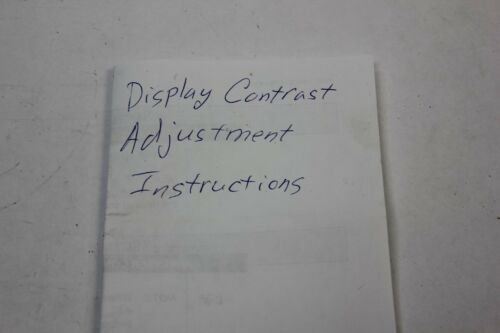 Display Contrast
Adjustment
Instructions